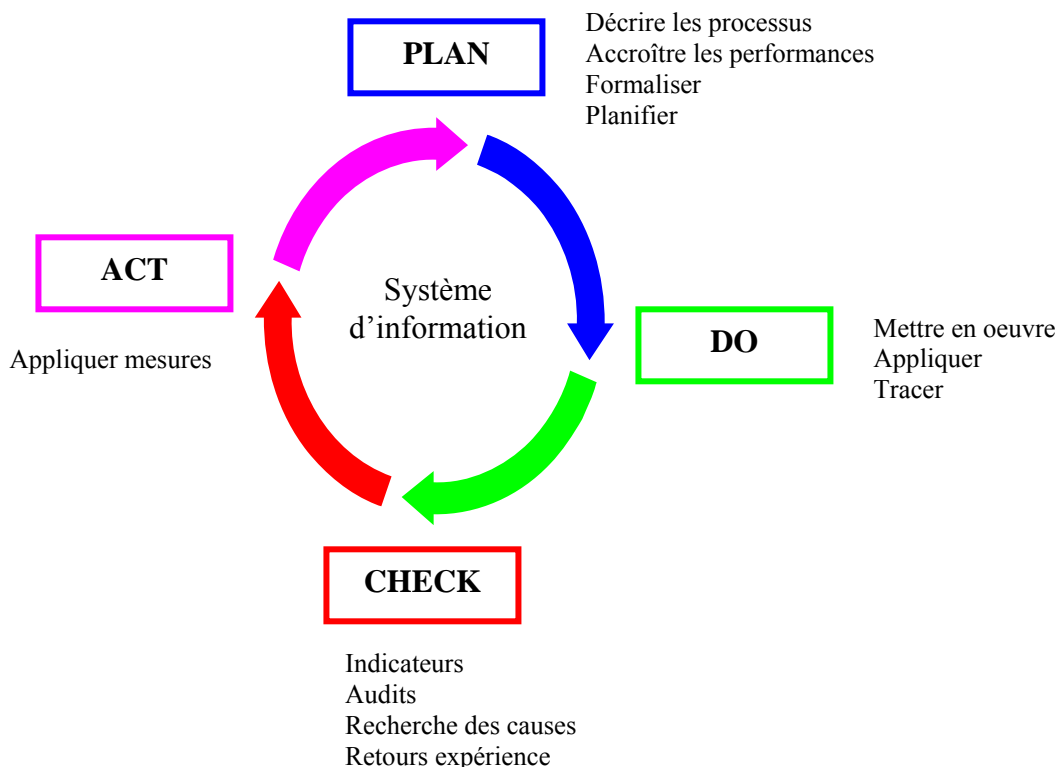 PLAN
Décrire les processus
Accroître les performances
Formaliser
Planifier
ACT
Appliquer mesures
Système
d’information
DO
Mettre en oeuvre
Appliquer
Tracer
CHECK
Indicateurs
Audits
Recherche des causes
Retours expérience